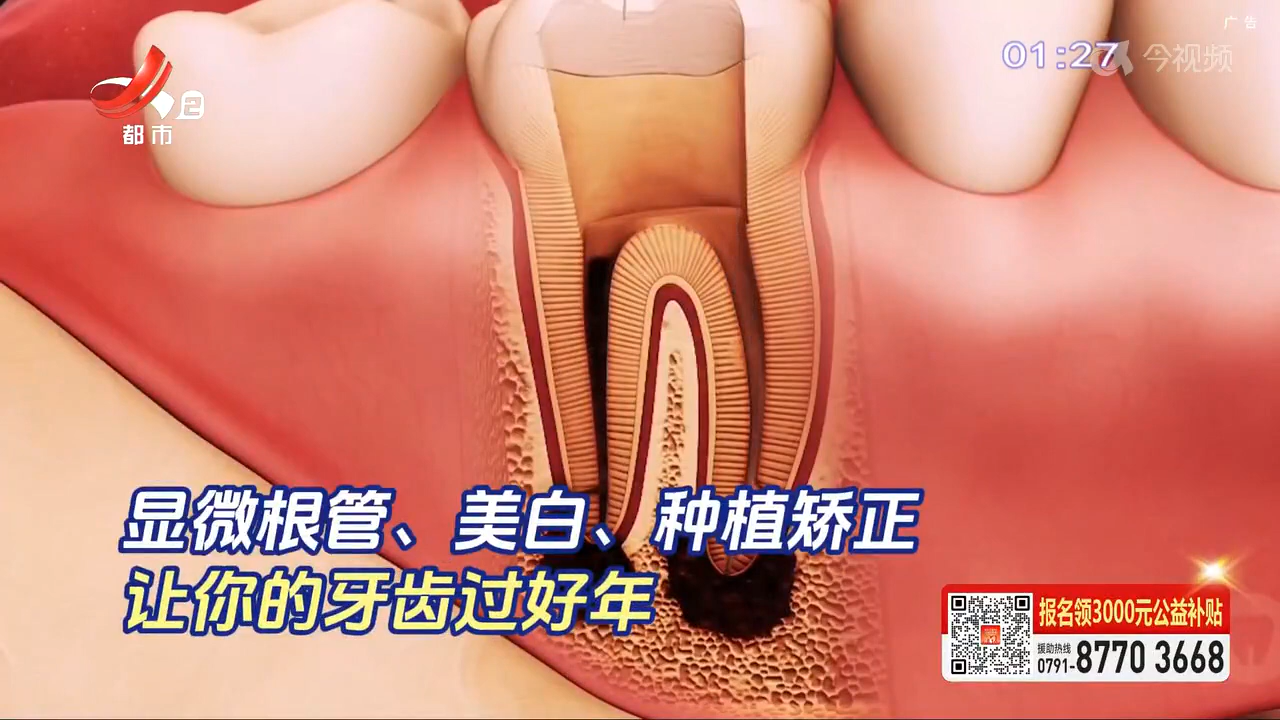 广告
01:27
今视频
2
都市
显微根管、美白、种植矫正
让你的牙齿过好年
报名领3000元公益补贴
援助热线
0791-8770 3668